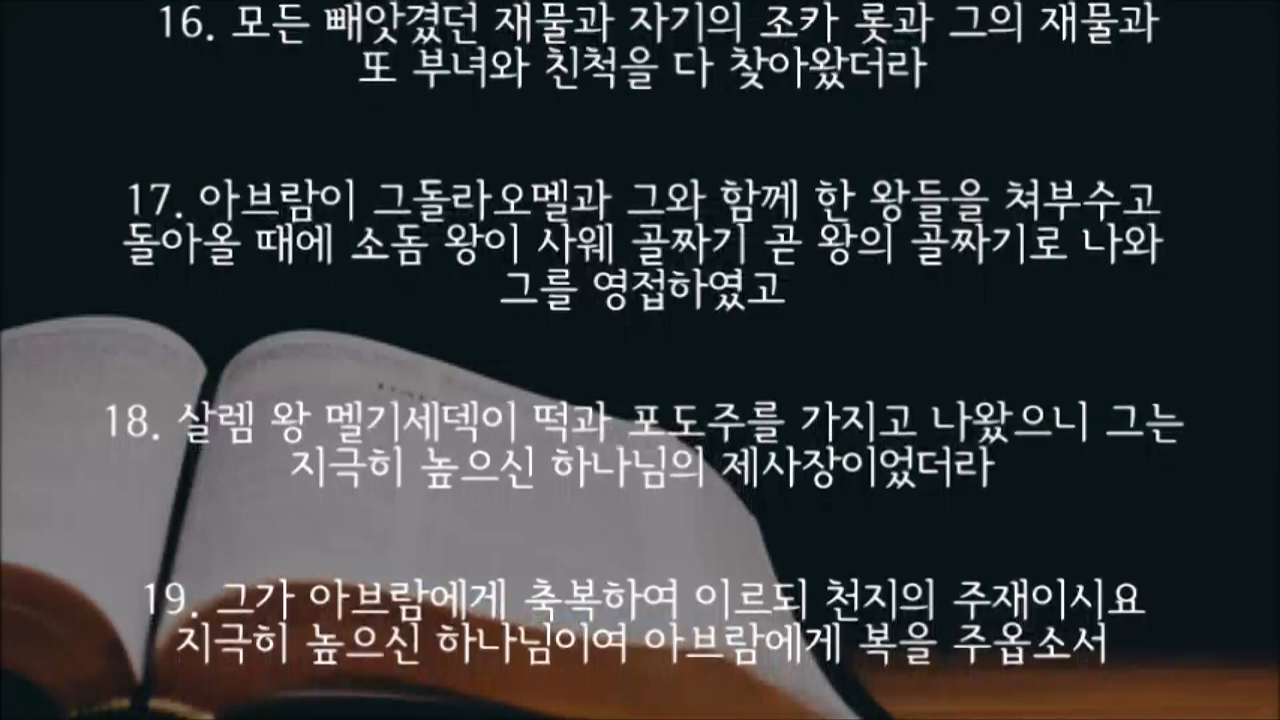 16. 모든 빼앗겼던 재물과 자기의 조카 롯과 그의 재물과
또 부녀와 친척을 다 찾아왔더라
17. 아브람이 그돌라오멜과 그와 함께 한 왕들을 쳐부수고
돌아올 때에 소돔 왕이 사웨 골짜기 곧 왕의 골짜기로 나와
그를 영접하였고
18. 살렘 왕 멜기세덱이 떡과 포도주를 가지고 나왔으니 그는
지극히 높으신 하나님의 제사장이었더라
19. 그가 아브람에게 축복하여 이르되 천지의 주재이시요
지극히 높으신 하나님이여 아브람에게 복을 주옵소서